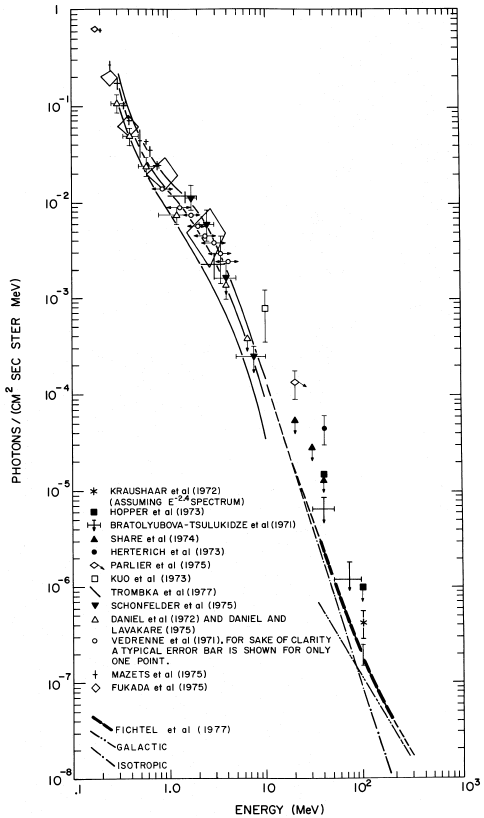 1
10⁻¹
10⁻²
10⁻³
10⁻⁴
10⁻⁵
10⁻⁶
10⁻⁷
10⁻⁸
PHOTONS/(CM² SEC STER MeV)
KRAUSHAAR et al (1972)
(ASSUMING E⁻²·⁴ SPECTRUM)
HOPPER et al (1973)
BRATOLYUBOVA-TSULUKIDZE et al (1971)
SHARE et al (1974)
HERTERICH et al (1973)
PARLIER et al (1975)
KUO et al (1973)
TROMBKA et al (1977)
SCHONFELDER et al (1975)
DANIEL et al (1972) AND DANIEL and
LAVAKARE (1975)
VEDRENNE et al (1971), FOR SAKE OF CLARITY
A TYPICAL ERROR BAR IS SHOWN FOR ONLY
ONE POINT.
MAZETS et al (1975)
FUKADA et al (1975)
FICHTEL et al (1977)
GALACTIC
ISOTROPIC
.1 1.0 10 10² 10³
ENERGY (MeV)